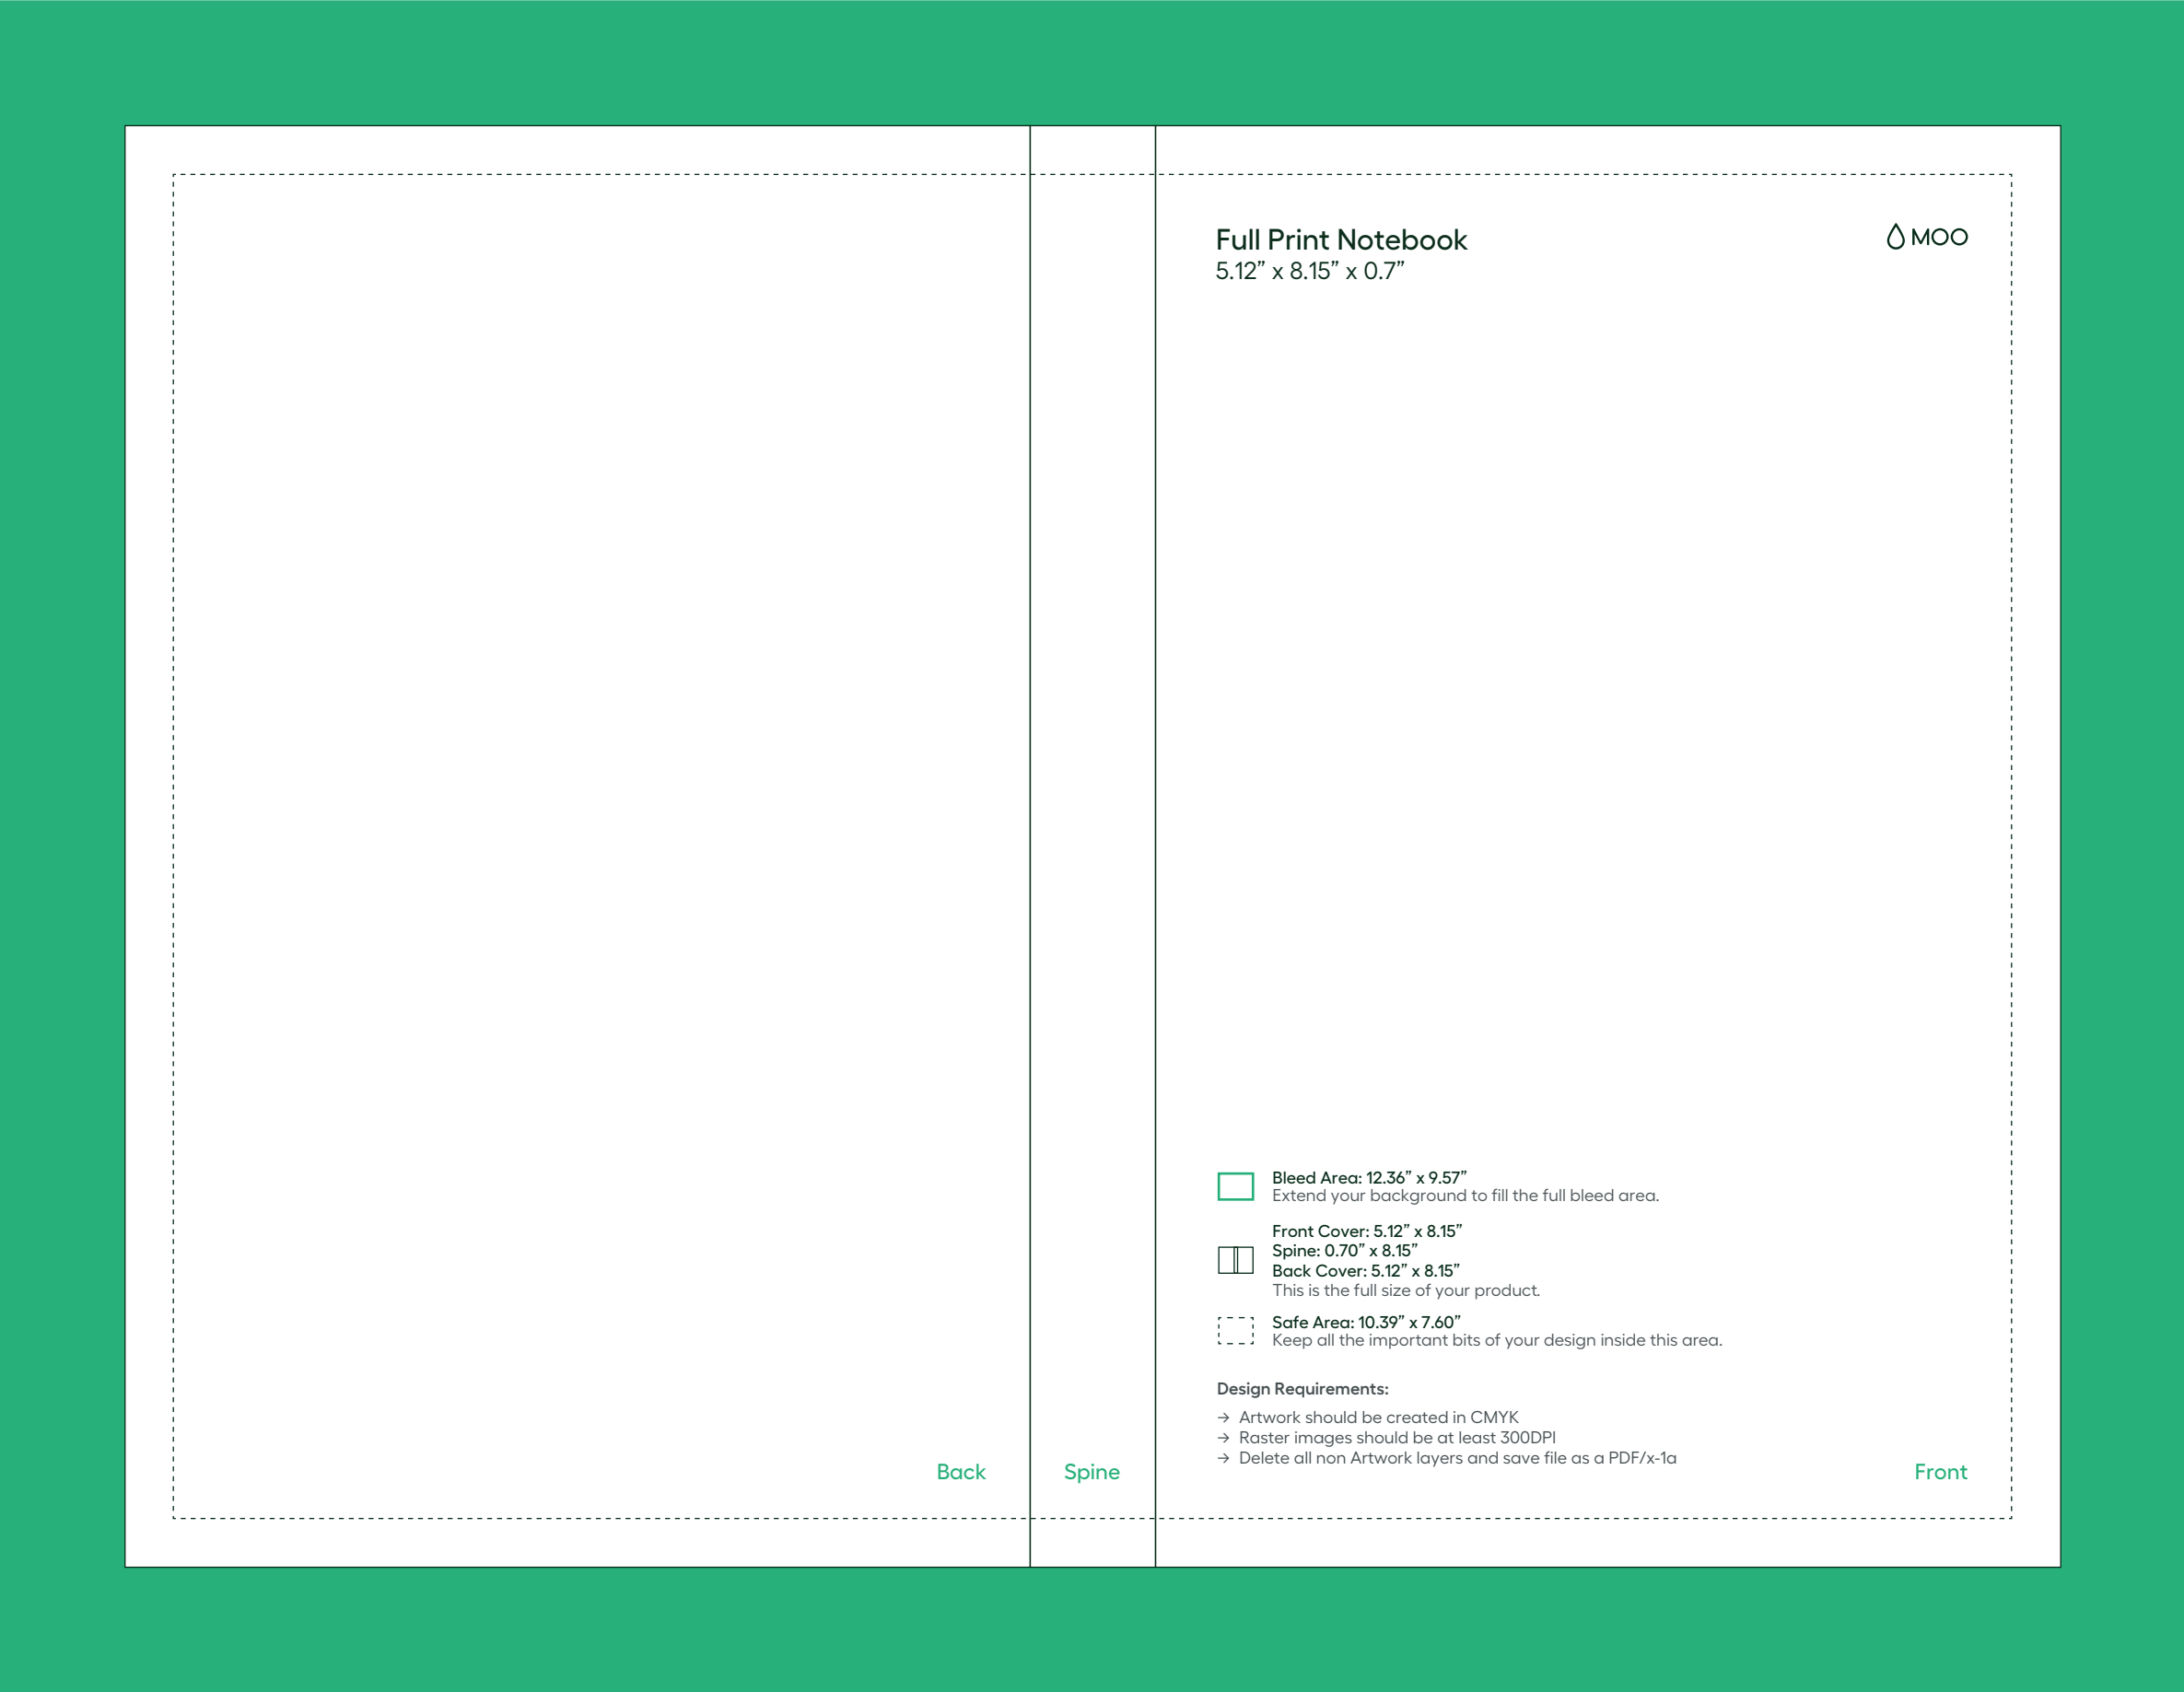 Full Print Notebook
5.12” x 8.15” x 0.7”
MOO
Bleed Area: 12.36” x 9.57”
Extend your background to fill the full bleed area.
Front Cover: 5.12” x 8.15”
Spine: 0.70” x 8.15”
Back Cover: 5.12” x 8.15”
This is the full size of your product.
Safe Area: 10.39” x 7.60”
Keep all the important bits of your design inside this area.
Design Requirements:
→ Artwork should be created in CMYK
→ Raster images should be at least 300DPI
→ Delete all non Artwork layers and save file as a PDF/x-1a
Back
Spine
Front